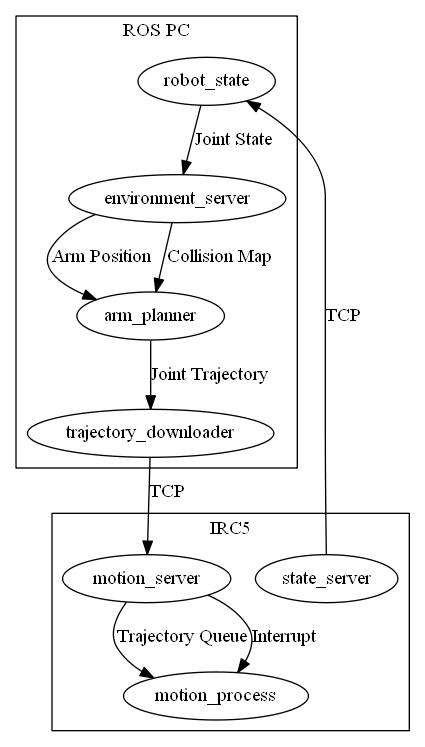 ROS PC
robot_state
Joint State
environment_server
Arm Position
Collision Map
arm_planner
Joint Trajectory
trajectory_downloader
TCP
TCP
IRC5
motion_server
state_server
Trajectory Queue
Interrupt
motion_process